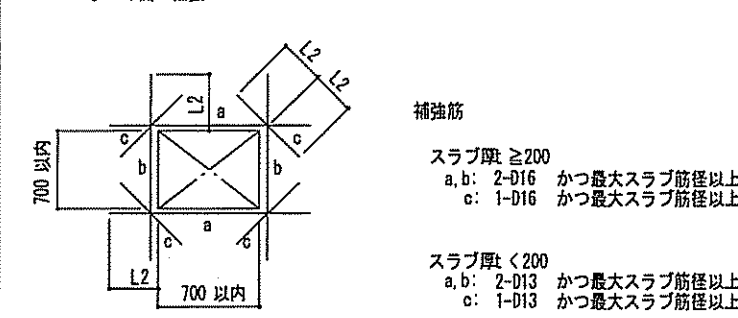 L2
L2
L2
a
c
c
b
b
700 以内
a
c
c
L2
700 以内
補強筋
スラブ厚t ≧200
a,b: 2-D16 かつ最大スラブ筋径以上
c: 1-D16 かつ最大スラブ筋径以上
スラブ厚t <200
a,b: 2-D13 かつ最大スラブ筋径以上
c: 1-D13 かつ最大スラブ筋径以上